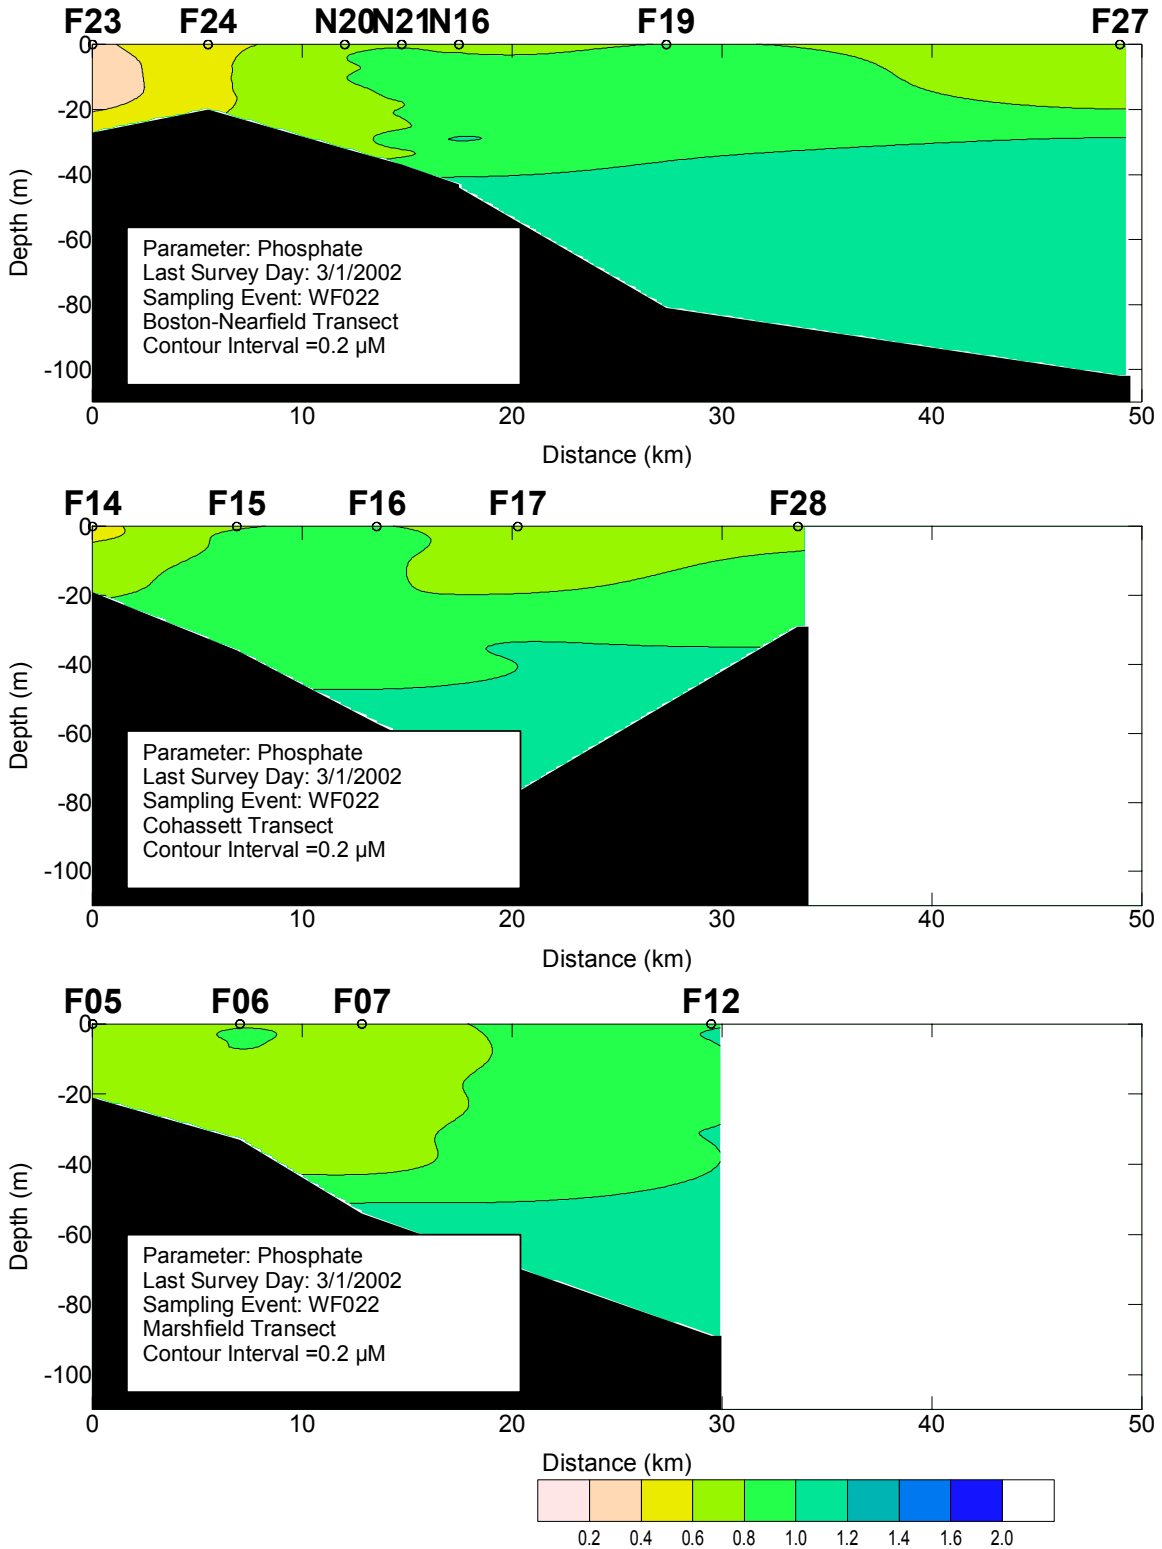 F23 F24 N20 N21 N16 F19 F27
0
-20
-40
-60
-80
-100
Depth (m)
Parameter: Phosphate
Last Survey Day: 3/1/2002
Sampling Event: WF022
Boston-Nearfield Transect
Contour Interval =0.2 µM
0 10 20 30 40 50
Distance (km)
F14 F15 F16 F17 F28
0
-20
-40
-60
-80
-100
Depth (m)
Parameter: Phosphate
Last Survey Day: 3/1/2002
Sampling Event: WF022
Cohassett Transect
Contour Interval =0.2 µM
0 10 20 30 40 50
Distance (km)
F05 F06 F07 F12
0
-20
-40
-60
-80
-100
Depth (m)
Parameter: Phosphate
Last Survey Day: 3/1/2002
Sampling Event: WF022
Marshfield Transect
Contour Interval =0.2 µM
0 10 20 30 40 50
Distance (km)
0.2 0.4 0.6 0.8 1.0 1.2 1.4 1.6 2.0